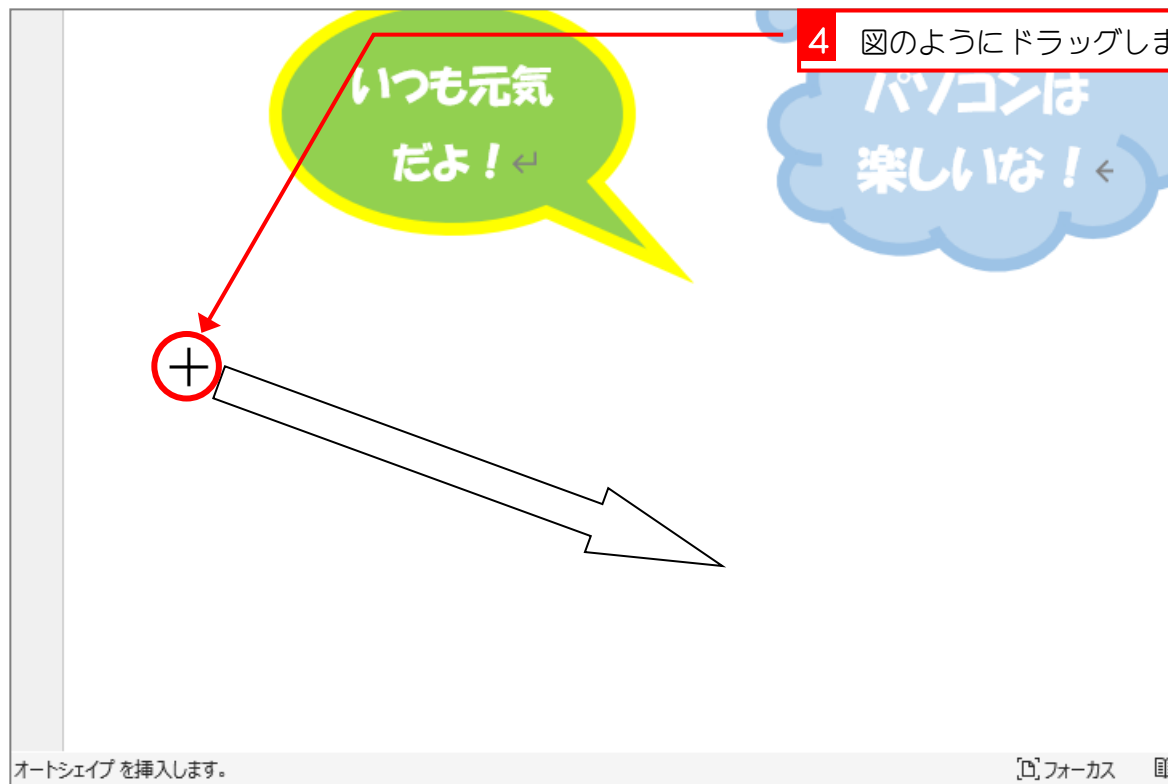 4 図のようにドラッグしま
いつも元気
だよ！↵
パソコンは
楽しいな！←
オートシェイプ を挿入します。
フォーカス